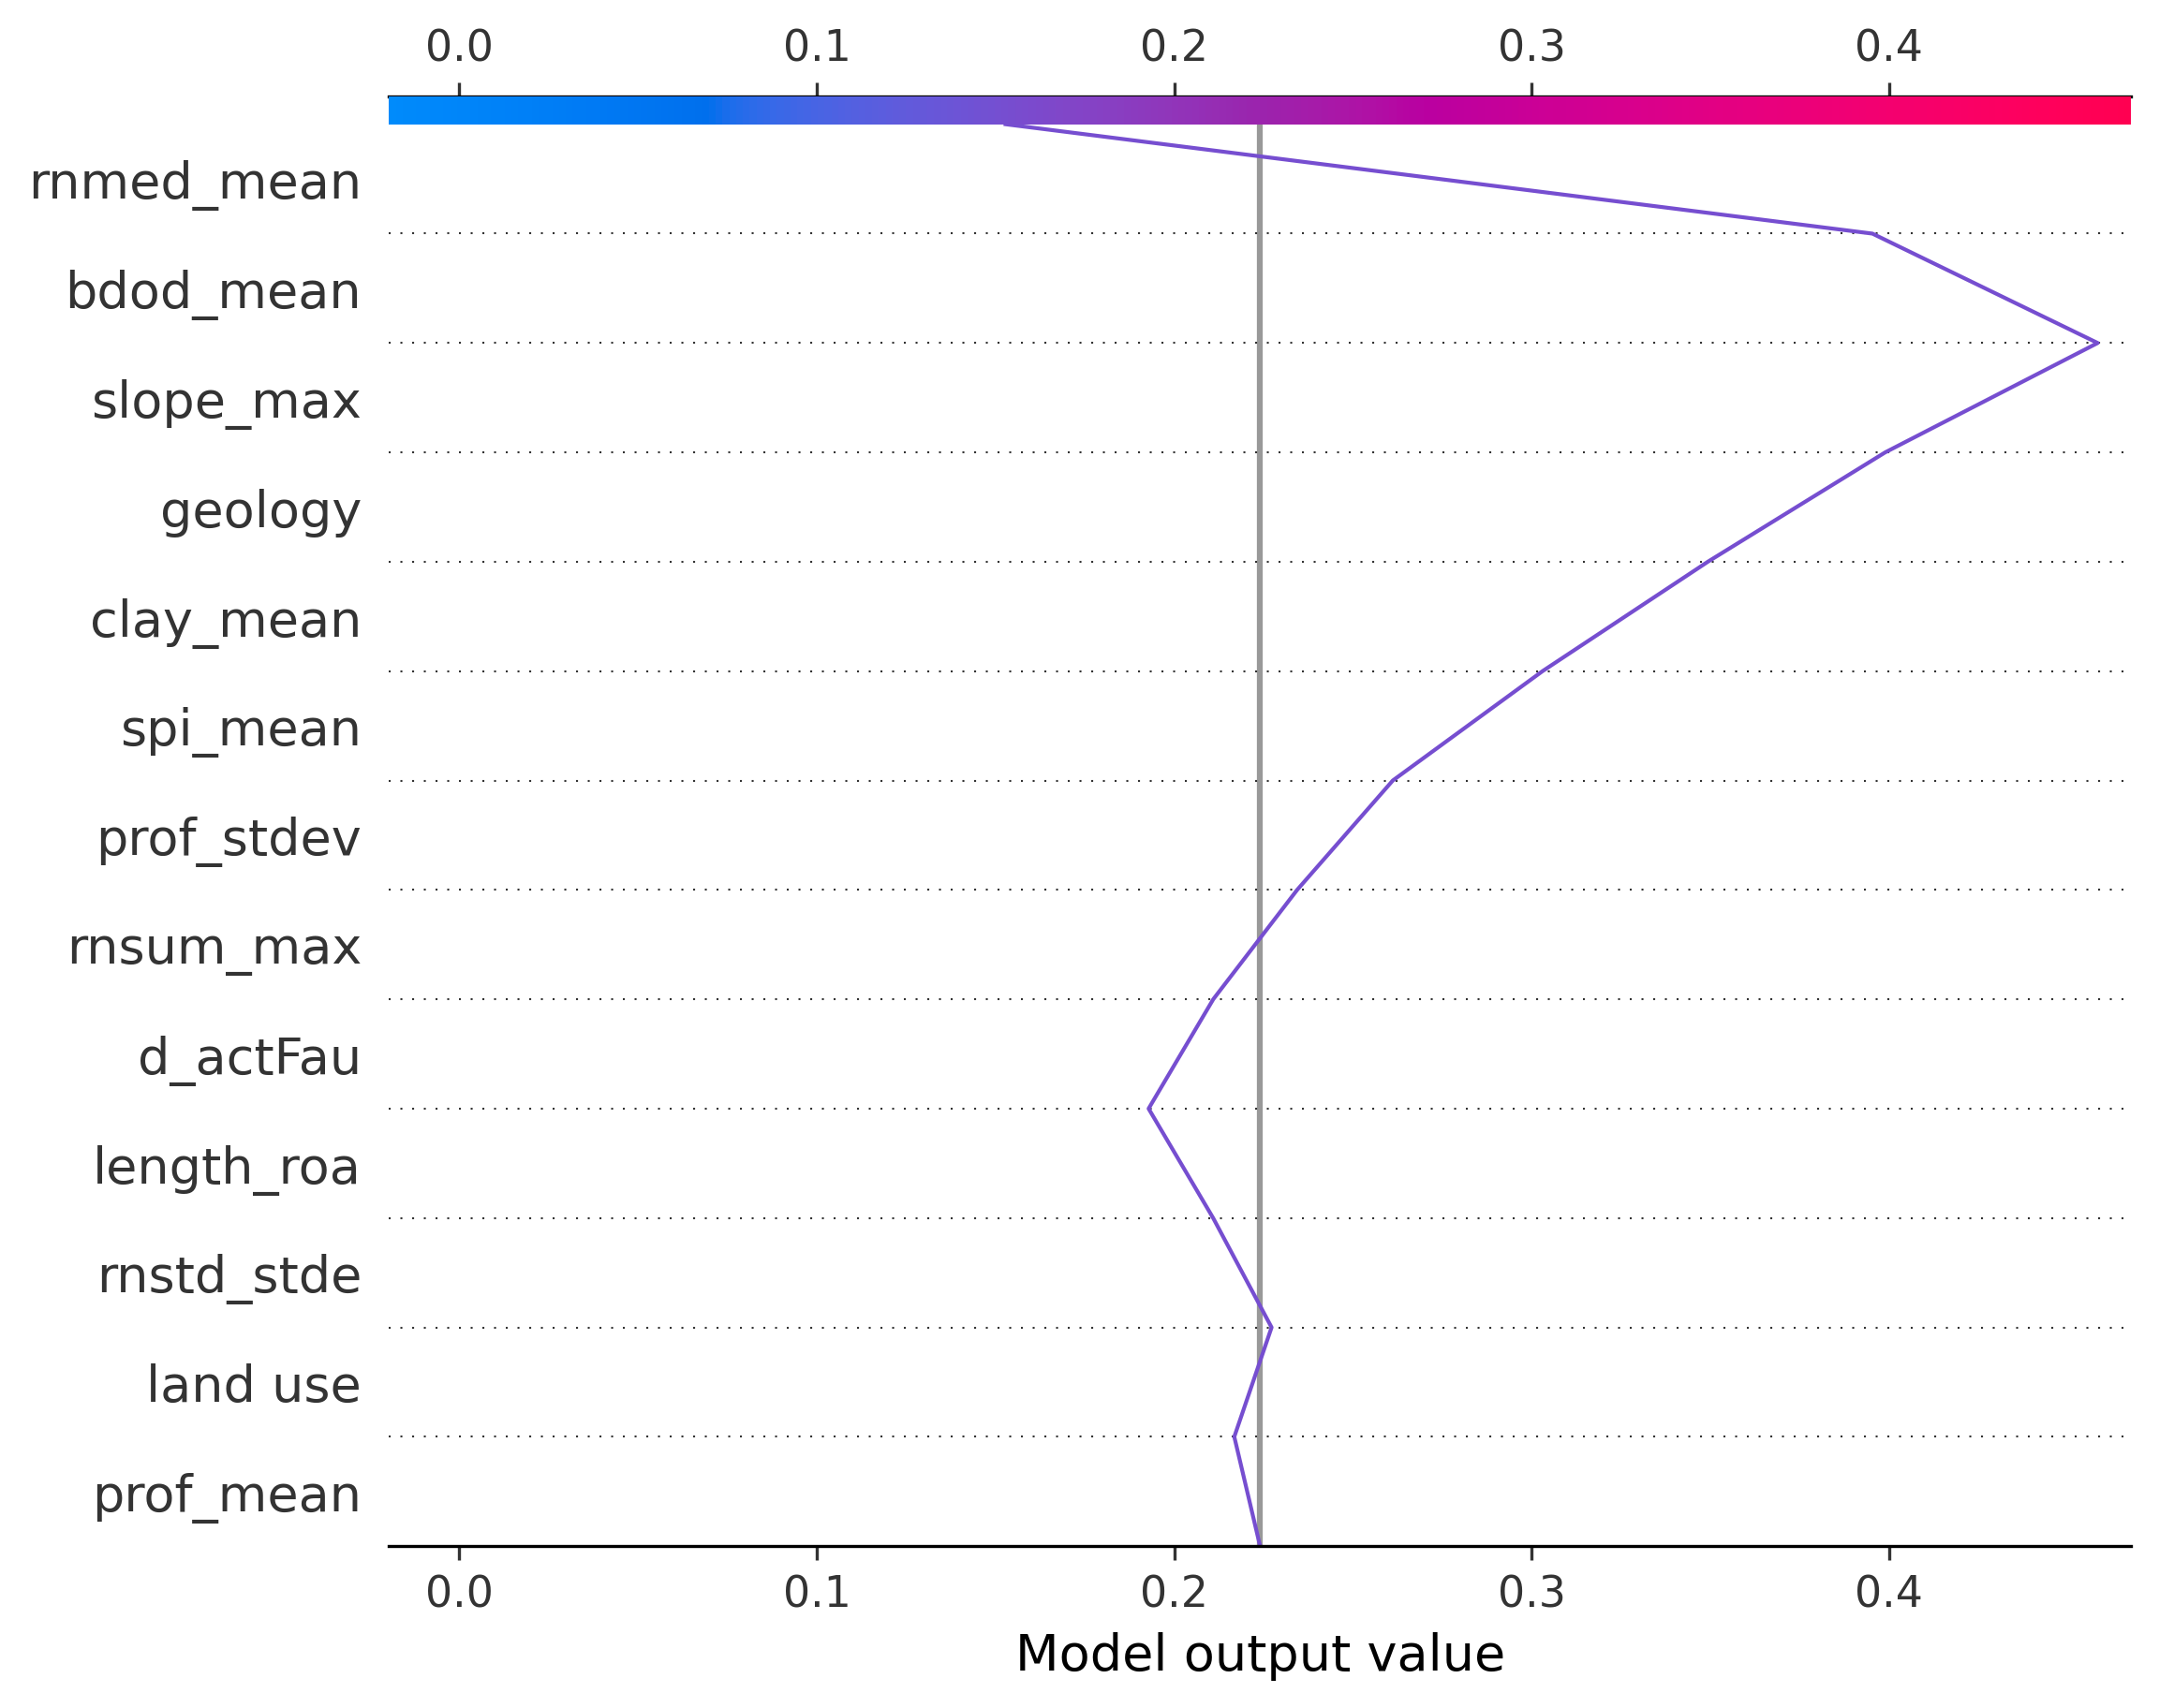 0.0 0.1 0.2 0.3 0.4
rnmed_mean
bdod_mean
slope_max
geology
clay_mean
spi_mean
prof_stdev
rnsum_max
d_actFau
length_roa
rnstd_stde
land use
prof_mean
0.0 0.1 0.2 0.3 0.4
Model output value